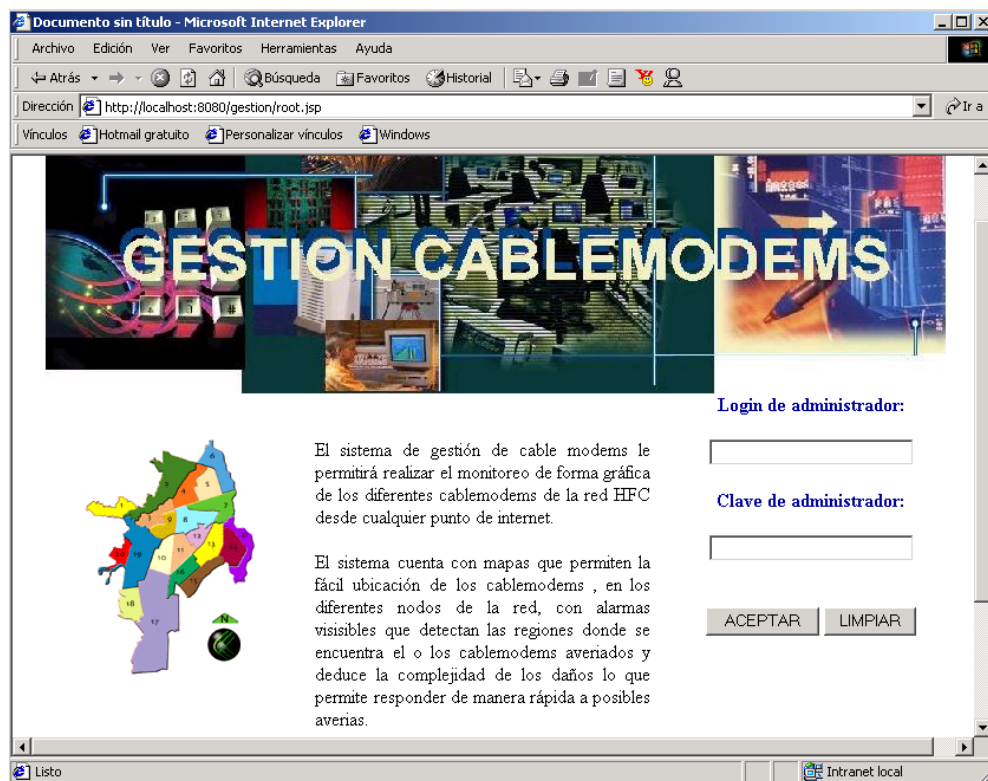 Documento sin título - Microsoft Internet Explorer
Archivo Edición Ver Favoritos Herramientas Ayuda
Atrás Búsqueda Favoritos Historial
Dirección http://localhost:8080/gestion/root.jsp Ir a
Vínculos Hotmail gratuito Personalizar vínculos Windows
GESTION CABLEMODEMS
El sistema de gestión de cable modems le
permitirá realizar el monitoreo de forma gráfica
de los diferentes cablemodems de la red HFC
desde cualquier punto de internet.
El sistema cuenta con mapas que permiten la
fácil ubicación de los cablemodems , en los
diferentes nodos de la red, con alarmas
visisibles que detectan las regiones donde se
encuentra el o los cablemodems averiados y
deduce la complejidad de los daños lo que
permite responder de manera rápida a posibles
averias.
Login de administrador:
Clave de administrador:
ACEPTAR LIMPIAR
N
Listo Intranet local